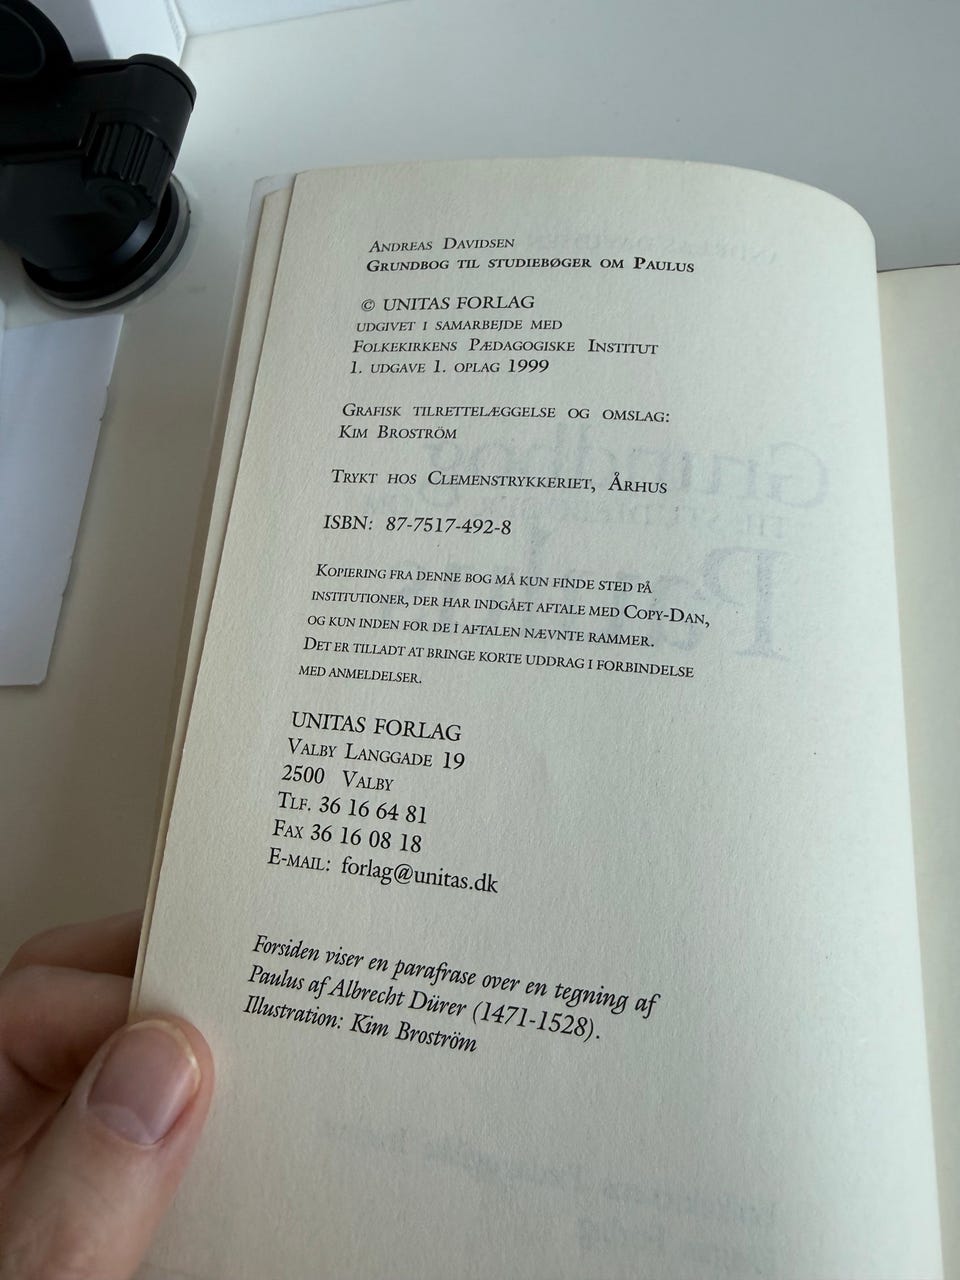 ANDREAS DAVIDSEN
GRUNDBOG TIL STUDIEBØGER OM PAULUS
© UNITAS FORLAG
UDGIVET I SAMARBEJDE MED
FOLKEKIRKENS PÆDAGOGISKE INSTITUT
1. UDGAVE 1. OPLAG 1999
GRAFISK TILRETTELÆGGELSE OG OMSLAG:
KIM BROSTRÖM
TRYKT HOS CLEMENSTRYKKERIET, ÅRHUS
ISBN: 87-7517-492-8
KOPIERING FRA DENNE BOG MÅ KUN FINDE STED PÅ
INSTITUTIONER, DER HAR INDGÅET AFTALE MED COPY-DAN,
OG KUN INDEN FOR DE I AFTALEN NÆVNTE RAMMER.
DET ER TILLADT AT BRINGE KORTE UDDRAG I FORBINDELSE
MED ANMELDELSER.
UNITAS FORLAG
VALBY LANGGADE 19
2500 VALBY
TLF. 36 16 64 81
FAX 36 16 08 18
E-MAIL: forlag@unitas.dk
Forsiden viser en parafrase over en tegning af
Paulus af Albrecht Dürer (1471-1528).
Illustration: Kim Broström